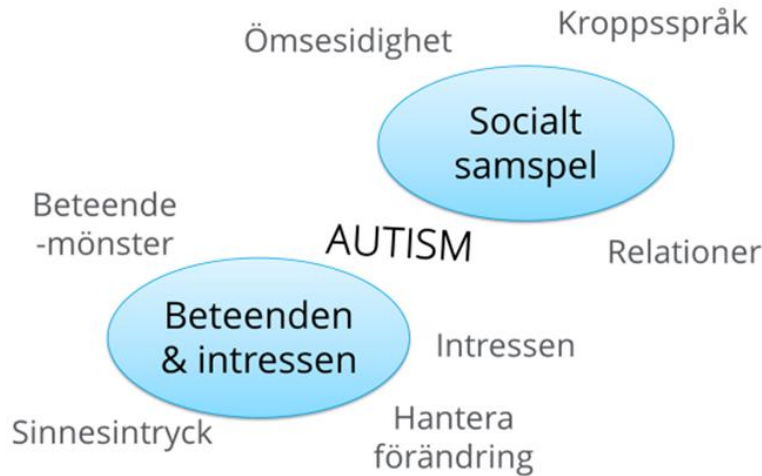 Kroppsspråk
Ömsesidighet
Socialt
samspel
Relationer
AUTISM
Beteende
-mönster
Beteenden
& intressen
Intressen
Sinnesintryck
Hantera
förändring